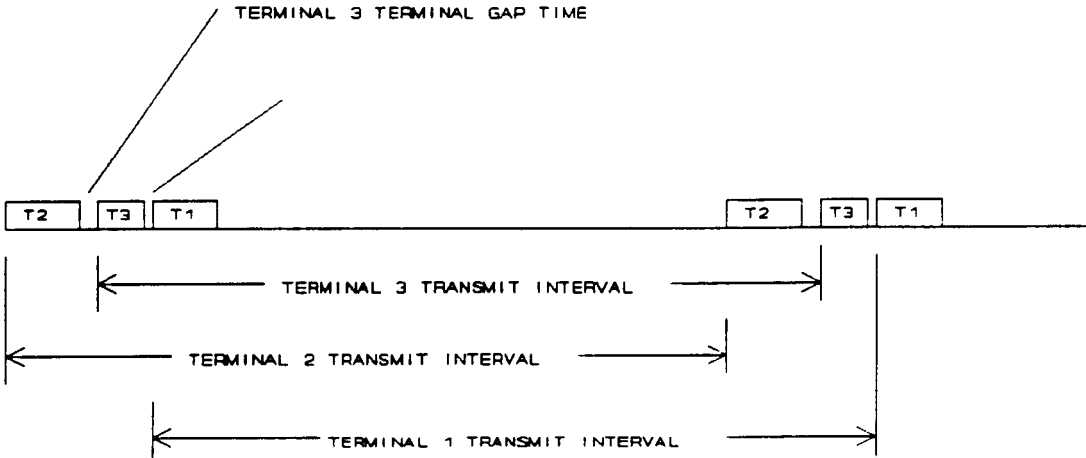 TERMINAL 3 TERMINAL GAP TIME
T2 T3 T1 T2 T3 T1
TERMINAL 3 TRANSMIT INTERVAL
TERMINAL 2 TRANSMIT INTERVAL
TERMINAL 1 TRANSMIT INTERVAL